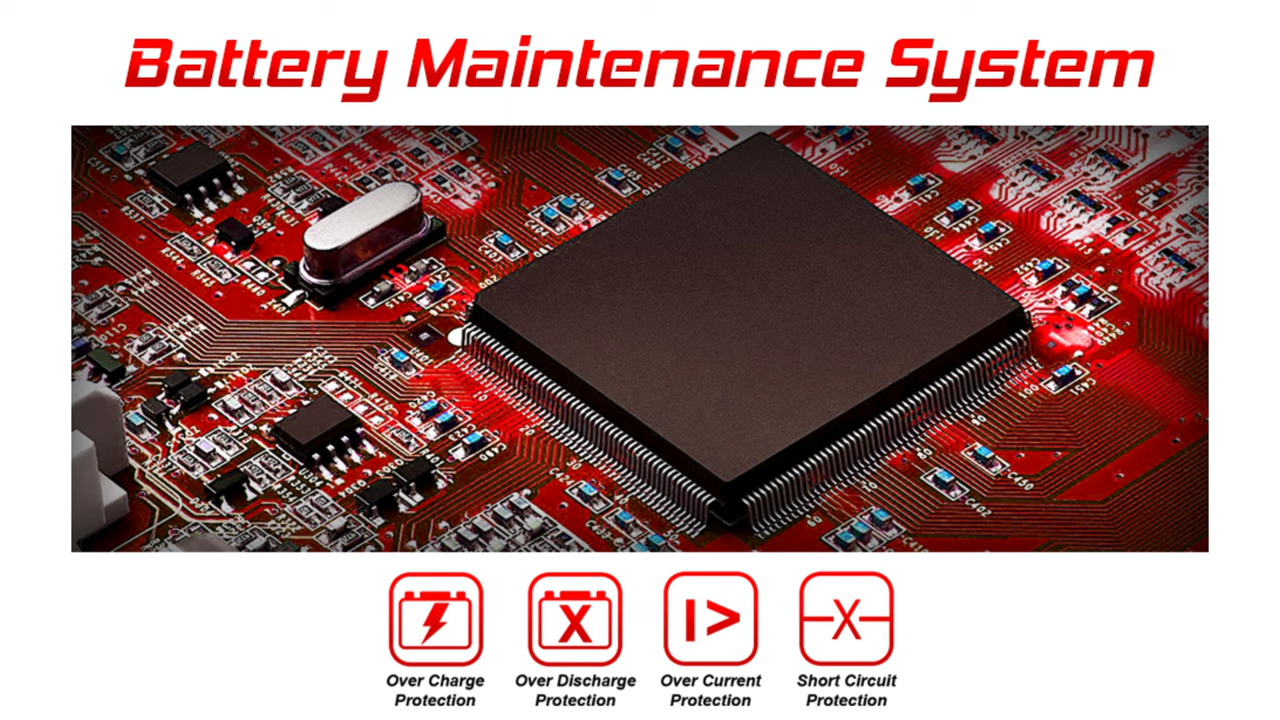 Battery Maintenance System
Over Charge
Protection
Over Discharge
Protection
Over Current
Protection
Short Circuit
Protection